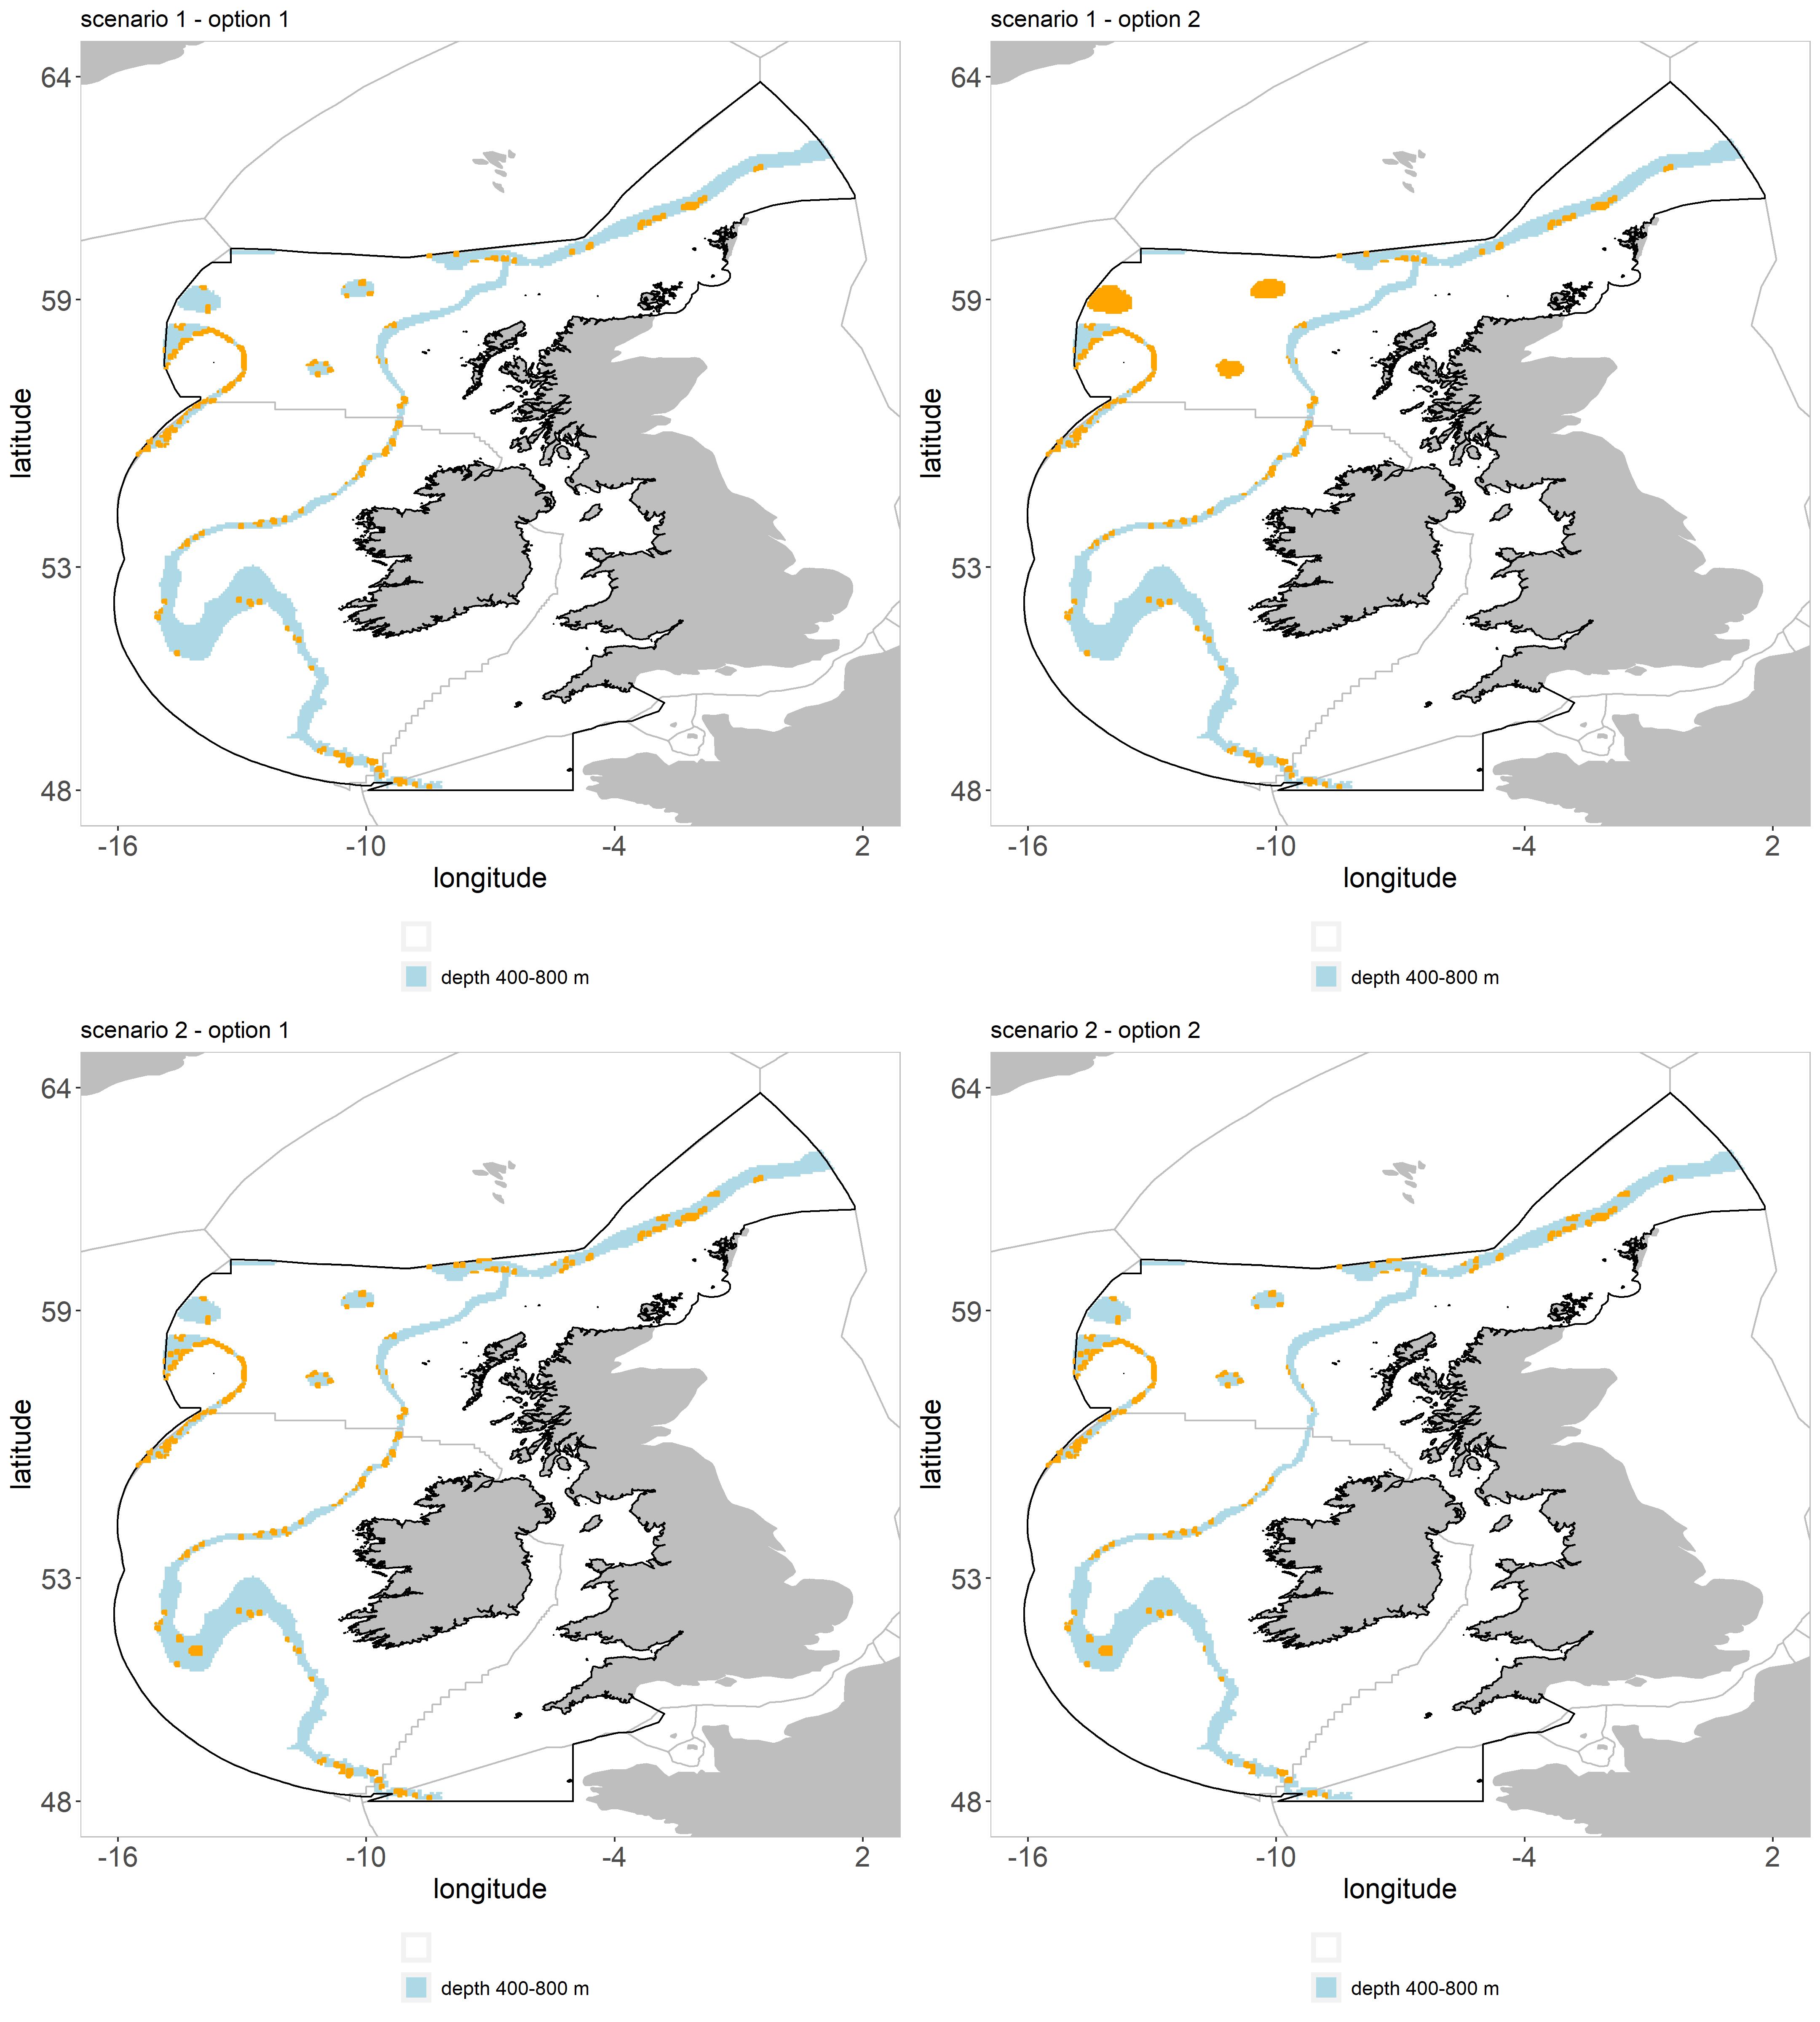 scenario 1 - option 1
64
59
53
48
latitude
-16 -10 -4 2
longitude
depth 400-800 m
scenario 1 - option 2
64
59
53
48
latitude
-16 -10 -4 2
longitude
depth 400-800 m
scenario 2 - option 1
64
59
53
48
latitude
-16 -10 -4 2
longitude
depth 400-800 m
scenario 2 - option 2
64
59
53
48
latitude
-16 -10 -4 2
longitude
depth 400-800 m